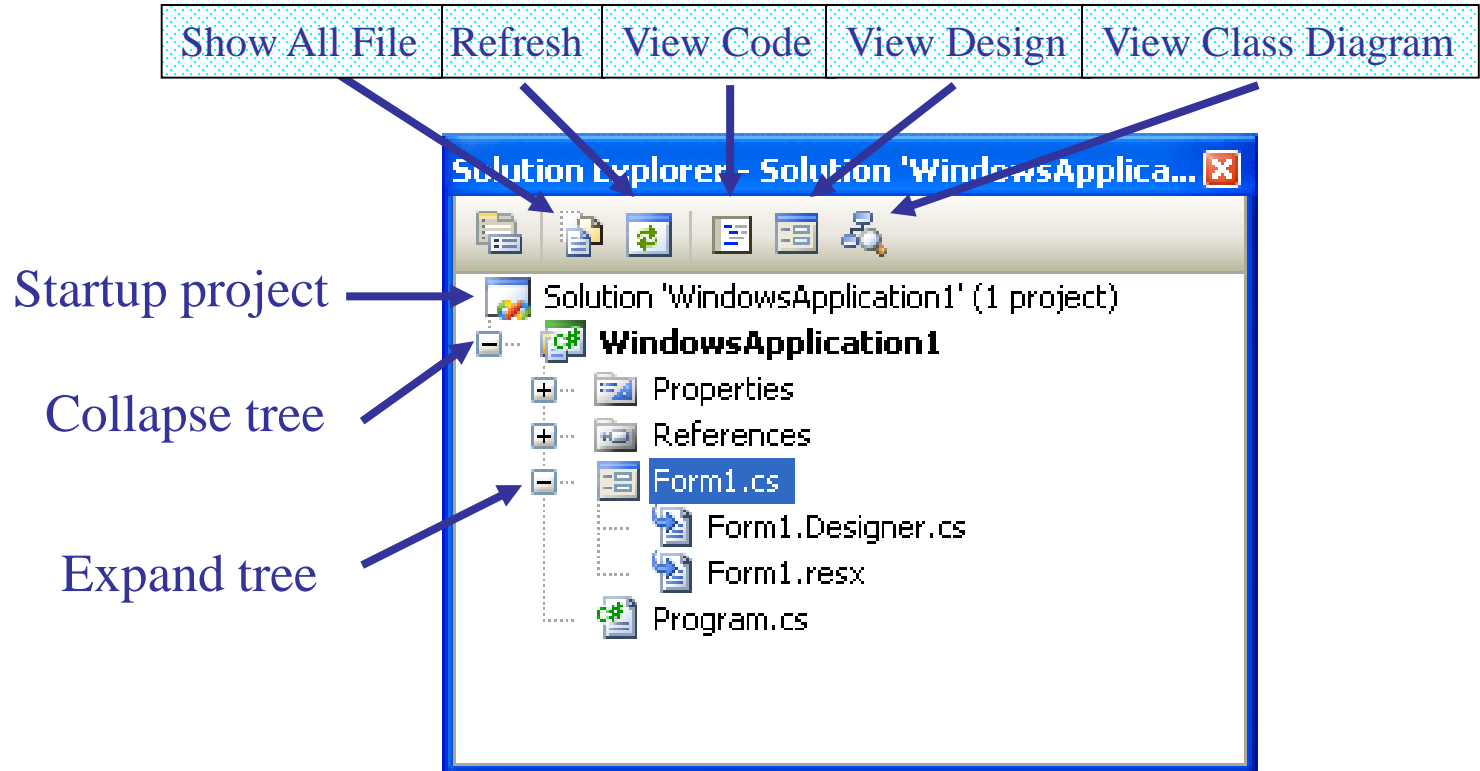 Show All File
Refresh
View Code
View Design
View Class Diagram
Solution Explorer - Solution 'WindowsApplica...
Startup project
Solution 'WindowsApplication1' (1 project)
C# WindowsApplication1
Properties
Collapse tree
References
Form1.cs
Form1.Designer.cs
Expand tree
Form1.resx
C# Program.cs